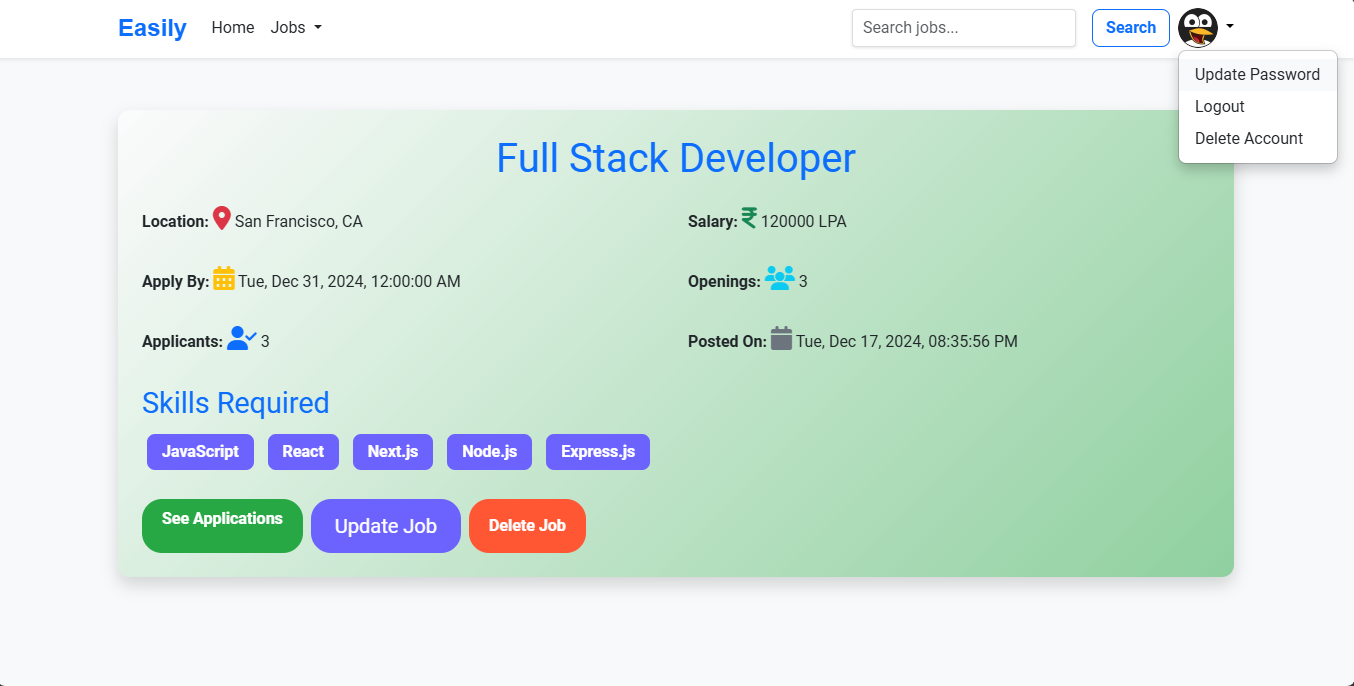 Easily Home Jobs Search jobs... Search
Update Password
Logout
Delete Account
Full Stack Developer
Location: San Francisco, CA Salary: ₹ 120000 LPA
Apply By: Tue, Dec 31, 2024, 12:00:00 AM Openings: 3
Applicants: 3 Posted On: Tue, Dec 17, 2024, 08:35:56 PM
Skills Required
JavaScript React Next.js Node.js Express.js
See Applications Update Job Delete Job